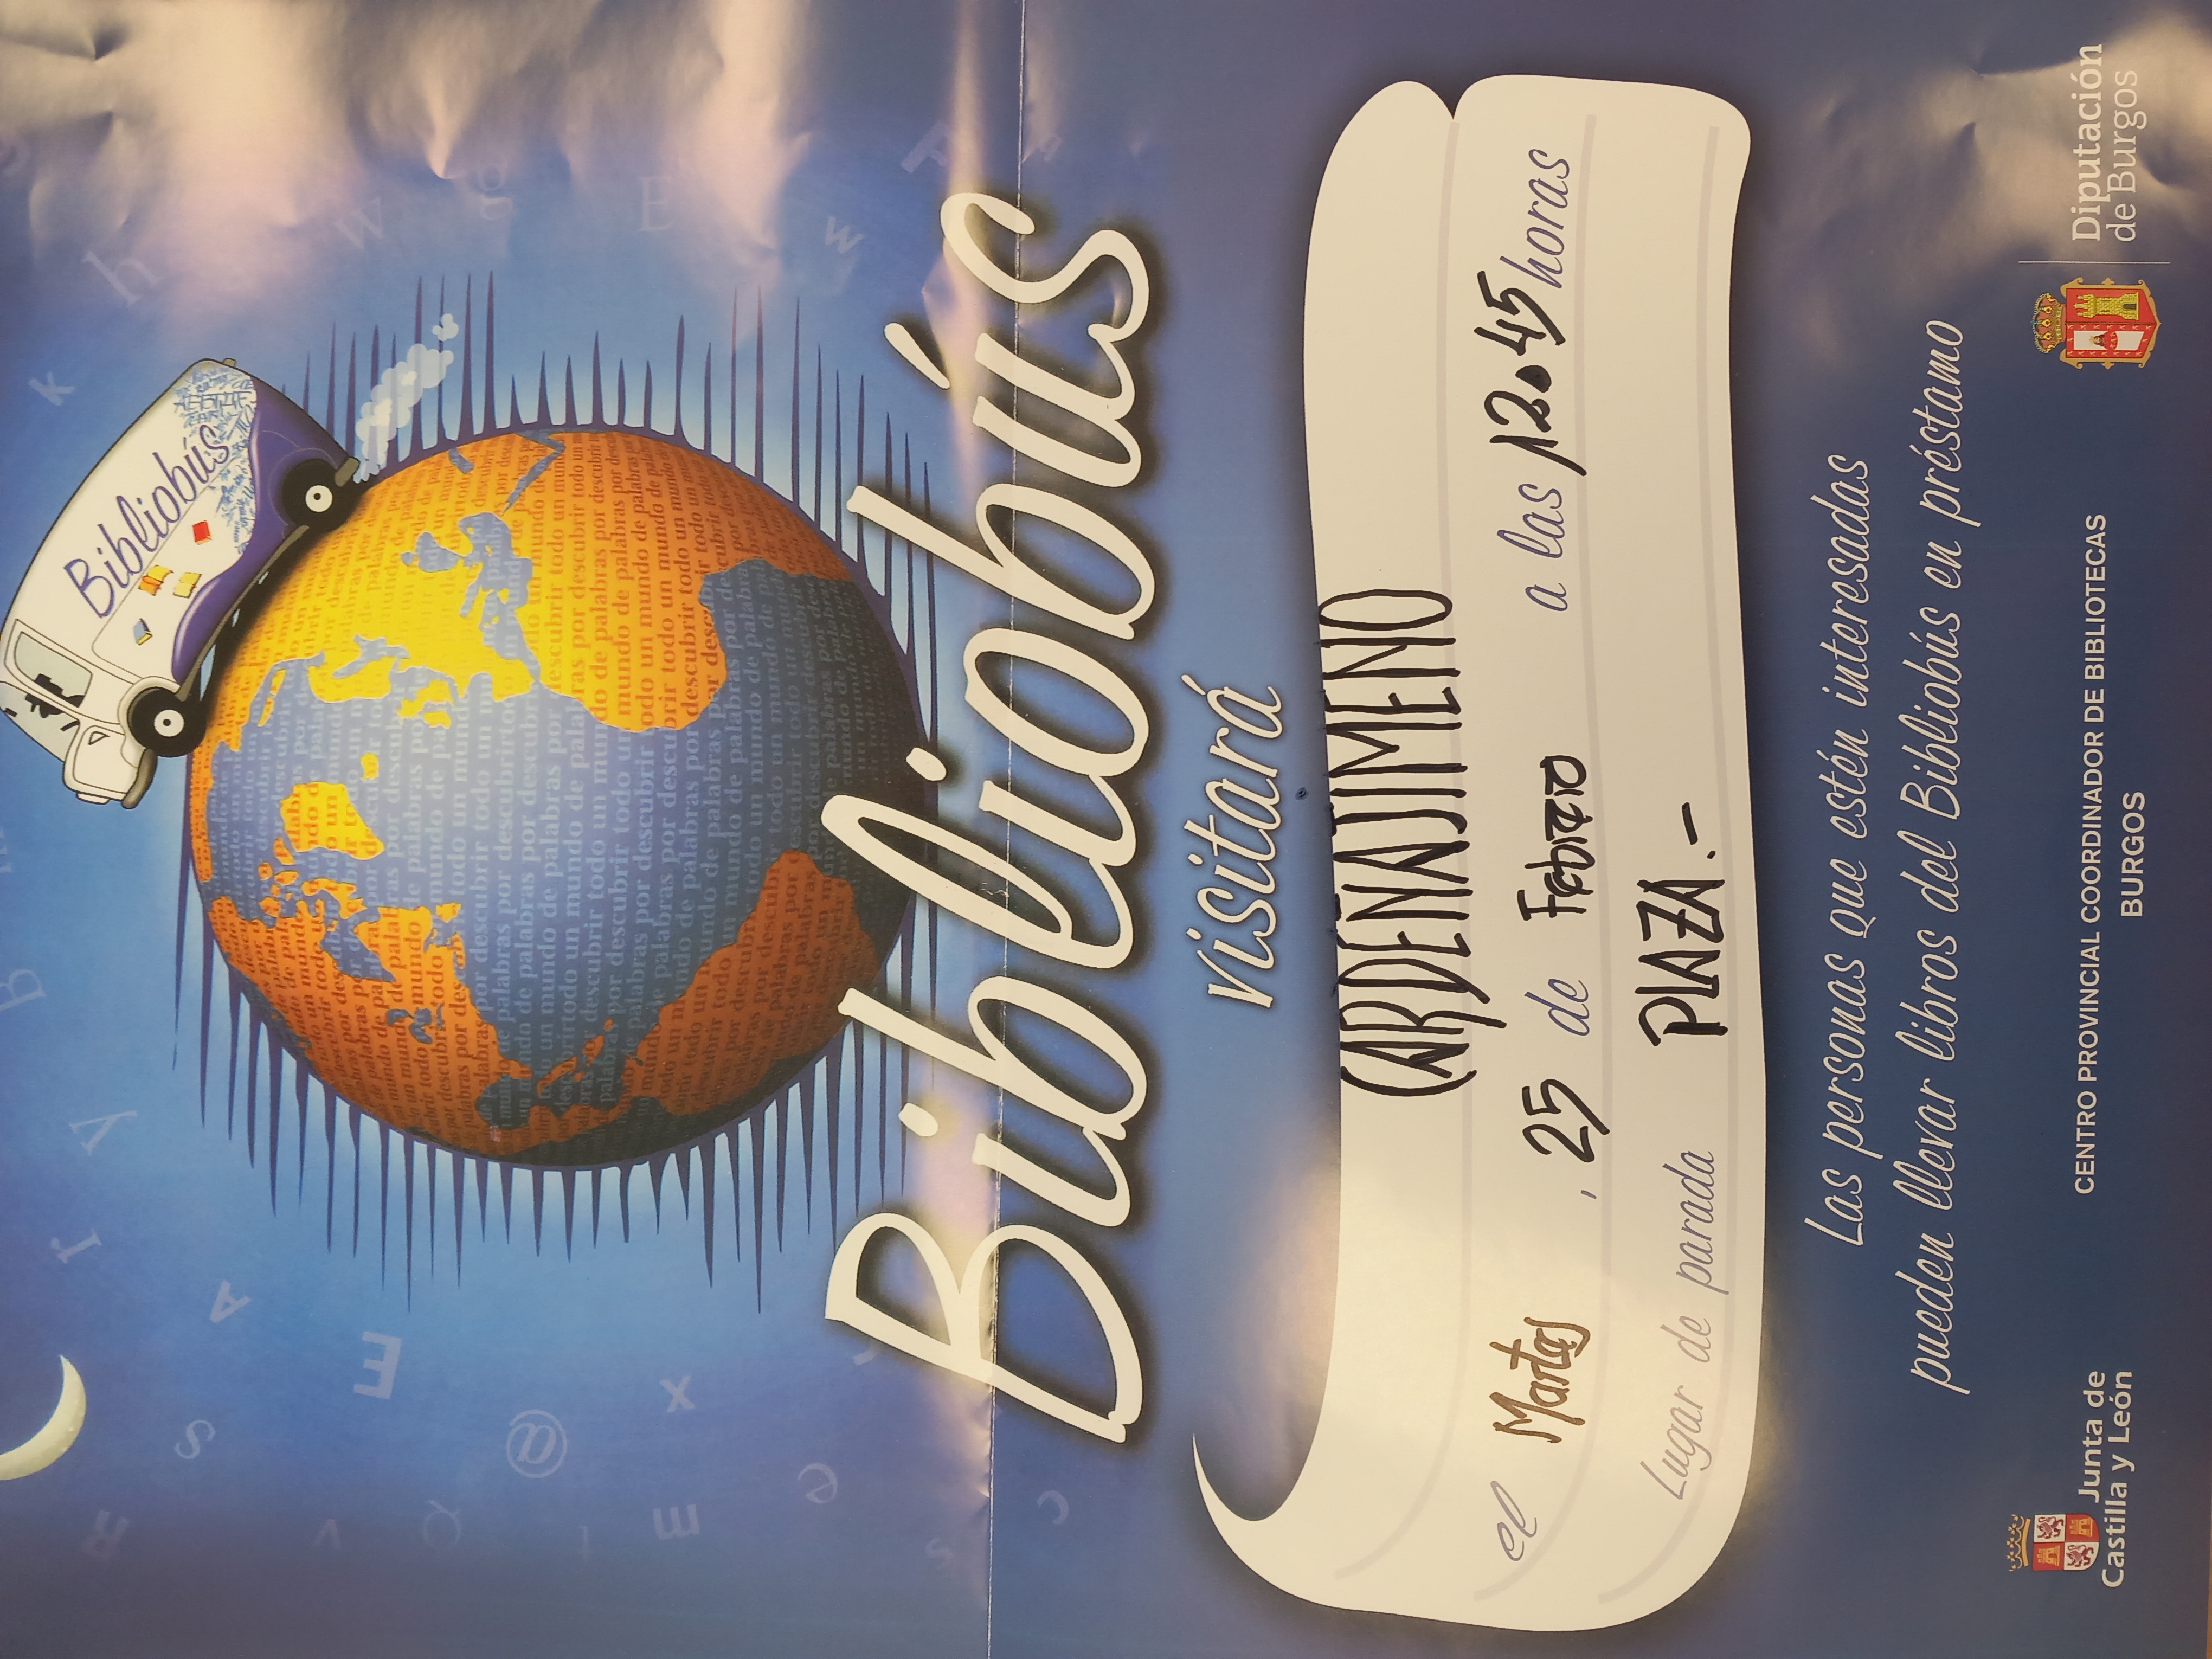 Bibliobús
Bibliobús
visitará
CARDEÑAJIMENO
el Martes, 25 de Febrero a las 12.45 horas
Lugar de parada PLAZA.-
Las personas que estén interesadas
pueden llevar libros del Bibliobús en préstamo
Junta de
Castilla y León
CENTRO PROVINCIAL COORDINADOR DE BIBLIOTECAS
BURGOS
Diputación
de Burgos